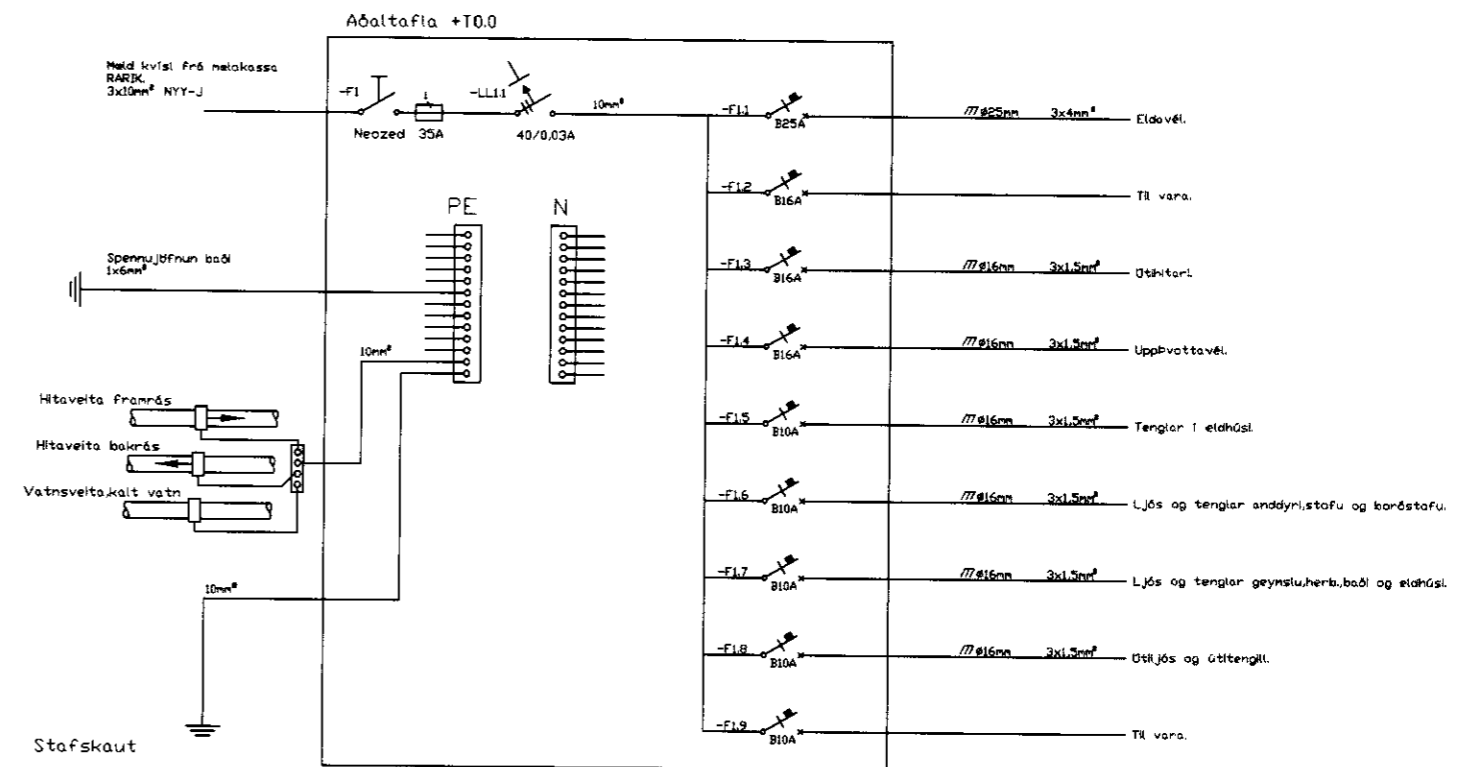 Aðaltafla +T0.0
Mæld kvísl frá mælakassa
RARIK.
3x10mm² NYY-J
-F1
Neozed 35A
-LL1.1
40/0,03A
10mm²
-F1.1
B25A
ø25mm 3x4mm²
Eldavél.
-F1.2
B16A
Til vara.
PE N
Spennujöfnun baði
1x6mm²
-F1.3
B16A
ø16mm 3x1.5mm²
Útihitari.
10mm²
-F1.4
B16A
ø16mm 3x1.5mm²
Uppþvottavél.
Hitaveita framrás
-F1.5
B10A
ø16mm 3x1.5mm²
Tenglar í eldhúsi.
Hitaveita bakrás
Vatnsveita,kalt vatn
-F1.6
B10A
ø16mm 3x1.5mm²
Ljós og tenglar anddyri,stofu og borðstofu.
10mm²
-F1.7
B10A
ø16mm 3x1.5mm²
Ljós og tenglar geymslu,herb.,baði og eldhúsi.
-F1.8
B10A
ø16mm 3x1.5mm²
Útiljós og útitengill.
-F1.9
B10A
Til vara.
Stafskaut